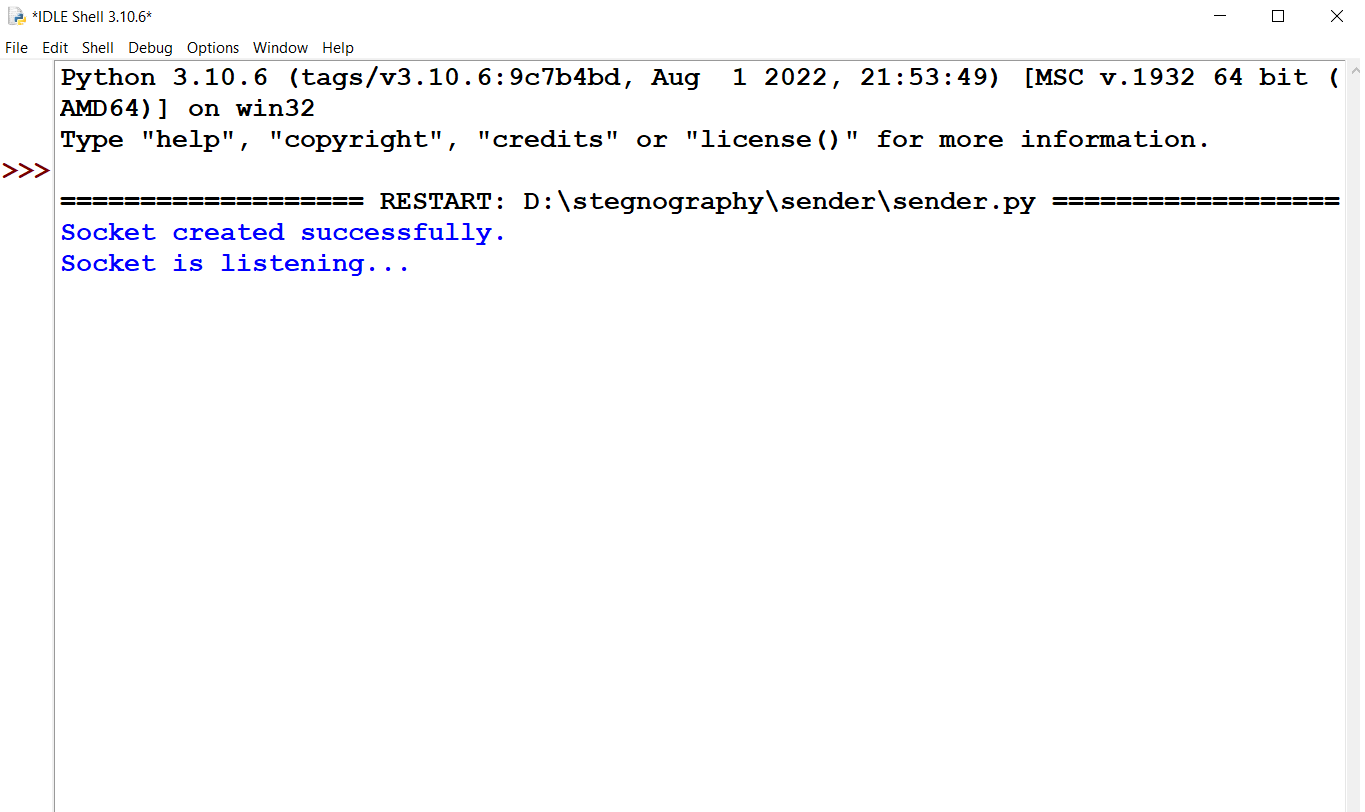 *IDLE Shell 3.10.6*
File Edit Shell Debug Options Window Help
Python 3.10.6 (tags/v3.10.6:9c7b4bd, Aug  1 2022, 21:53:49) [MSC v.1932 64 bit (
AMD64)] on win32
Type "help", "copyright", "credits" or "license()" for more information.
>>>
=================== RESTART: D:\stegnography\sender\sender.py ==================
Socket created successfully.
Socket is listening...